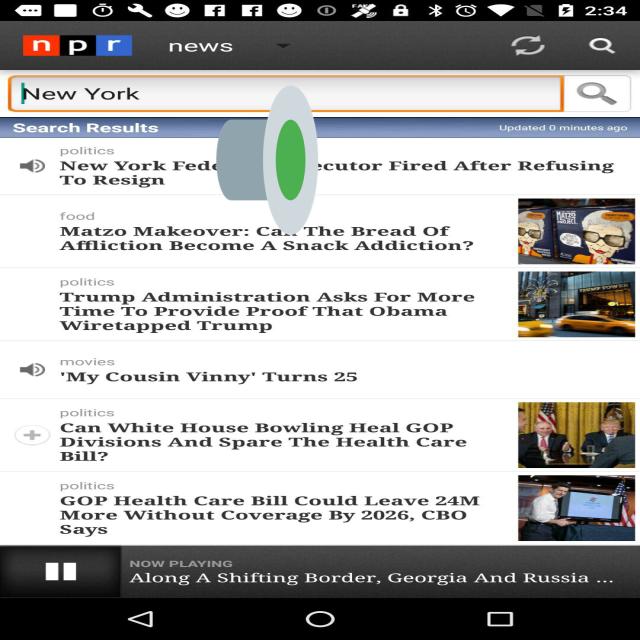 2:34
npr news
New York
Search Results Updated 0 minutes ago
politics
New York Fede ecutor Fired After Refusing
To Resign
food
Matzo Makeover: Can The Bread Of
Affliction Become A Snack Addiction?
politics
Trump Administration Asks For More
Time To Provide Proof That Obama
Wiretapped Trump
movies
'My Cousin Vinny' Turns 25
politics
Can White House Bowling Heal GOP
Divisions And Spare The Health Care
Bill?
politics
GOP Health Care Bill Could Leave 24M
More Without Coverage By 2026, CBO
Says
NOW PLAYING
Along A Shifting Border, Georgia And Russia ...